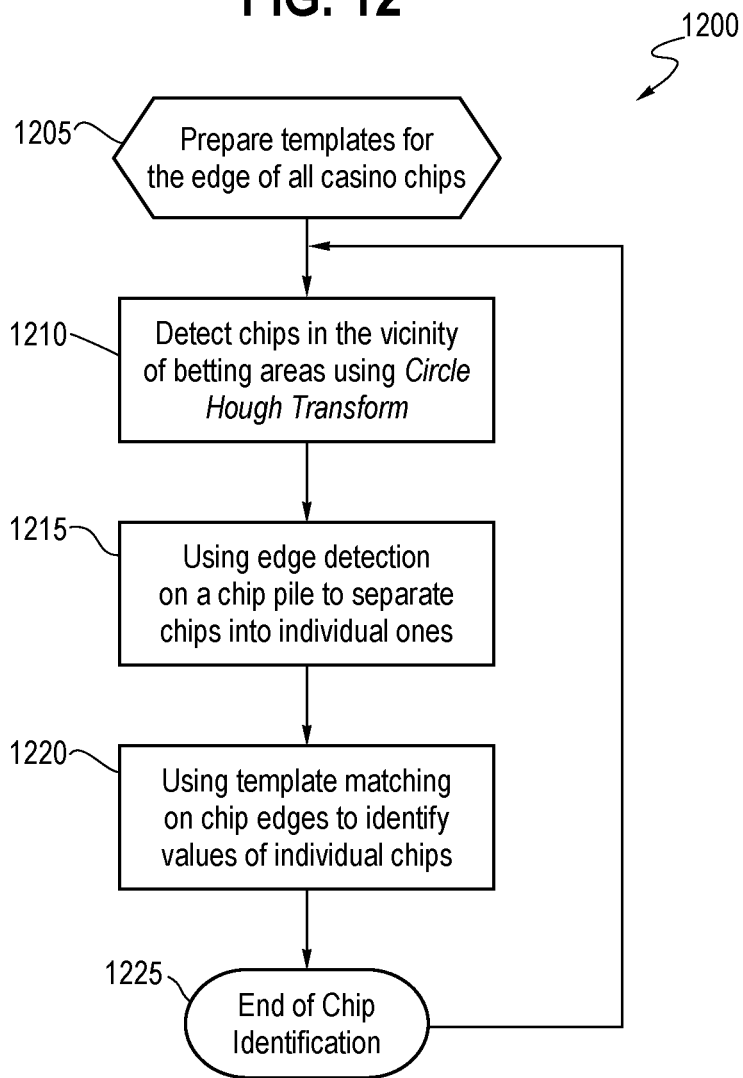 FIG. 12
1200
1205
Prepare templates for
the edge of all casino chips
1210
Detect chips in the vicinity
of betting areas using Circle
Hough Transform
1215
Using edge detection
on a chip pile to separate
chips into individual ones
1220
Using template matching
on chip edges to identify
values of individual chips
1225
End of Chip
Identification